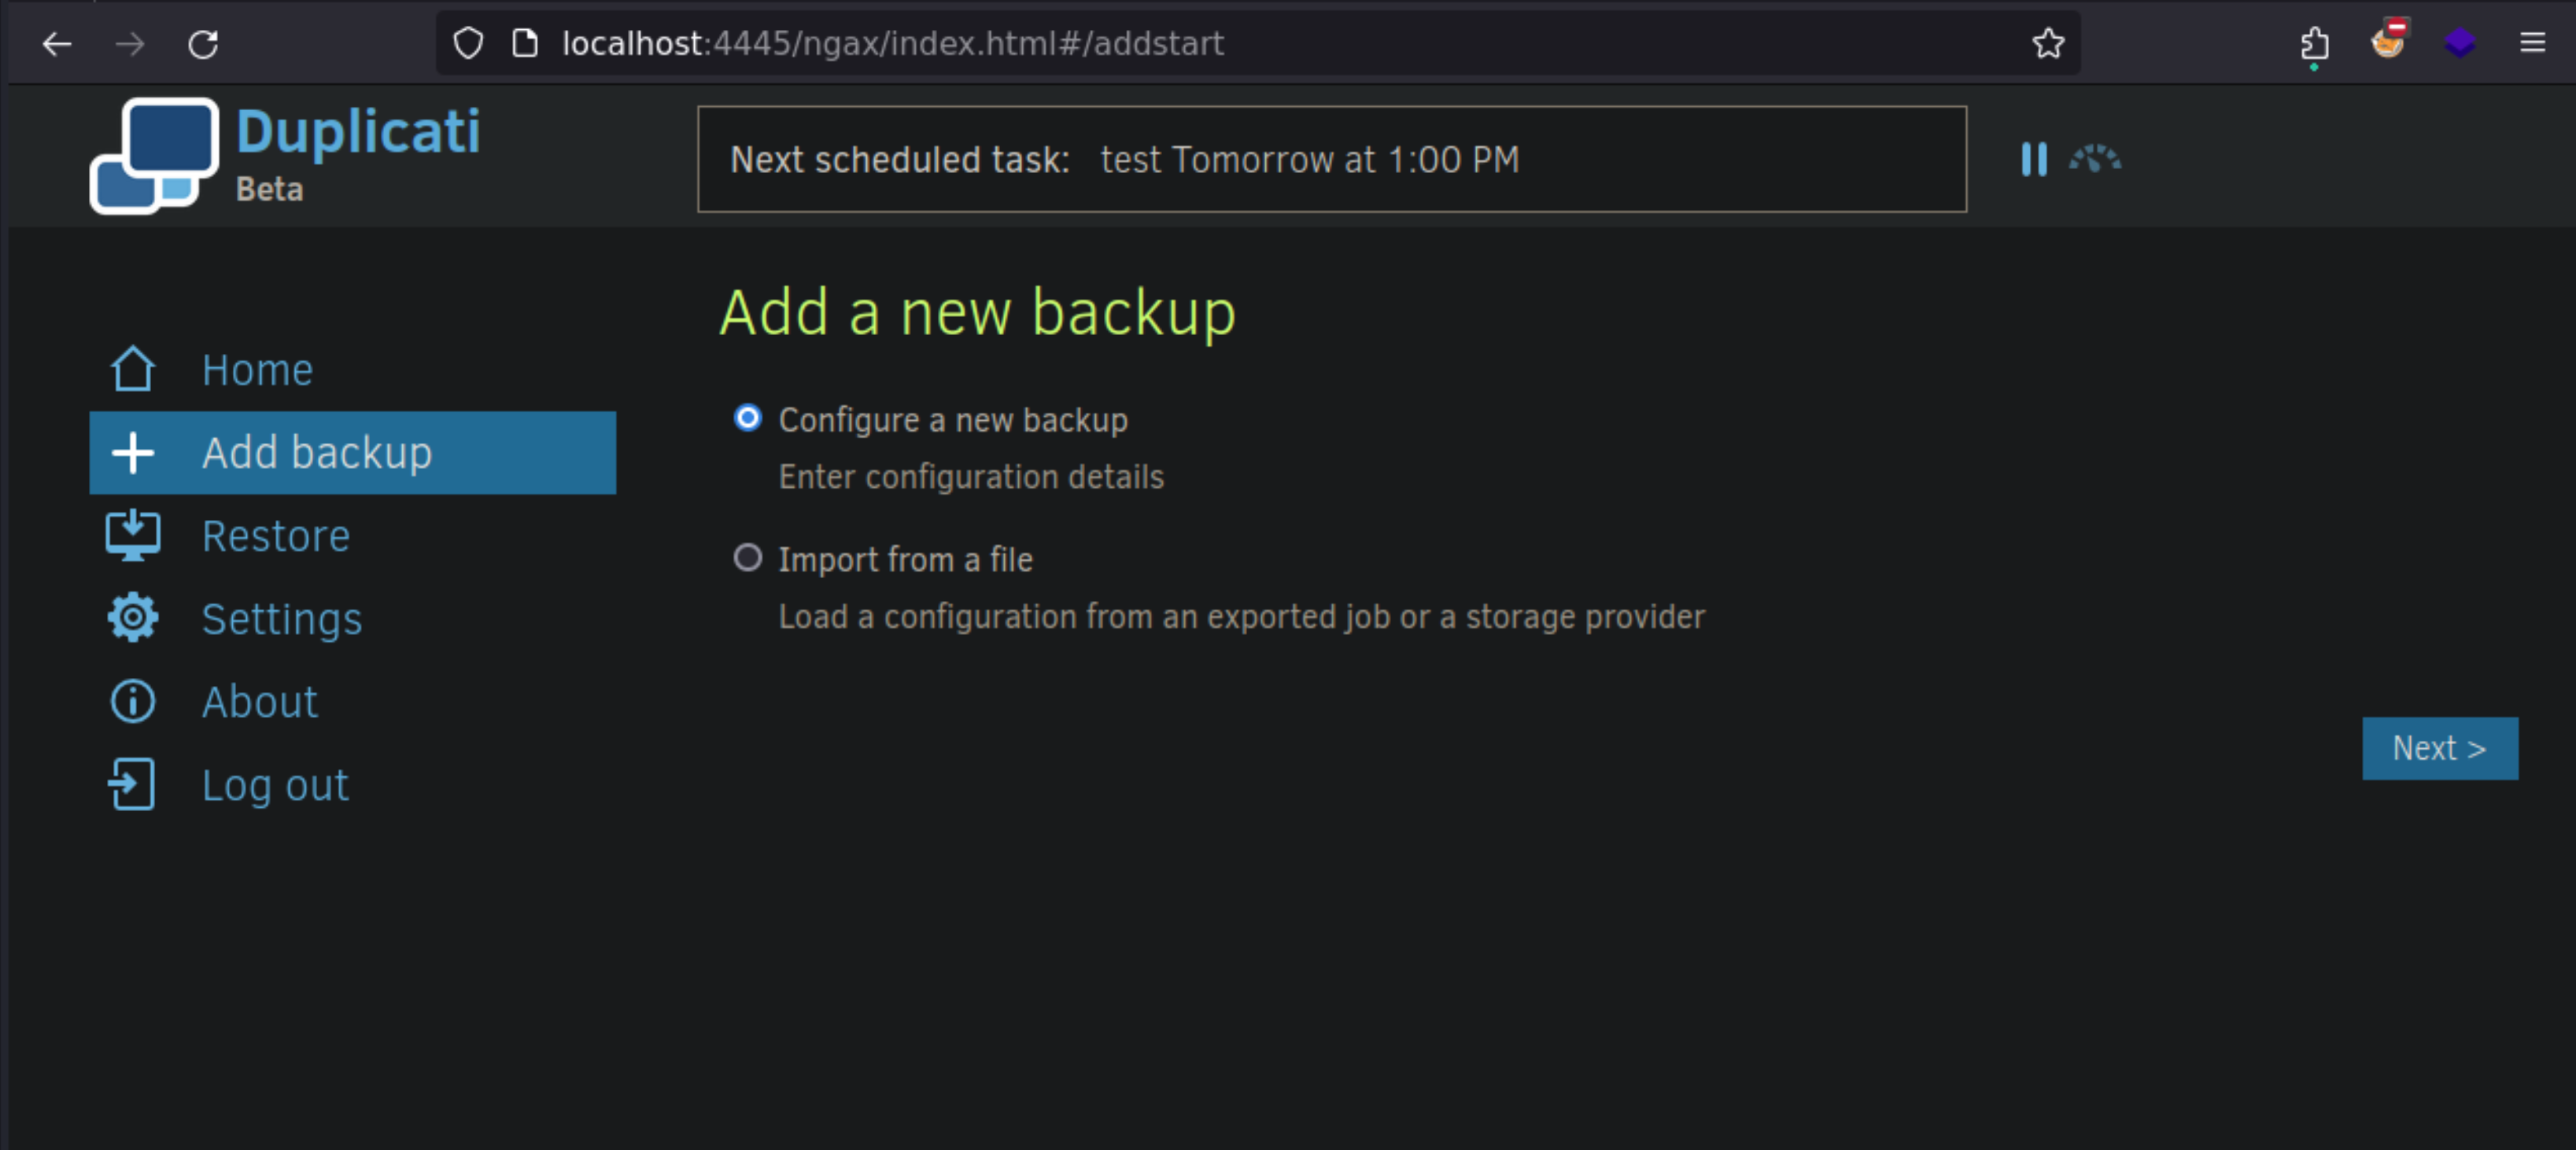 localhost:4445/ngax/index.html#/addstart
Duplicati
Beta
Next scheduled task: test Tomorrow at 1:00 PM
Home
Add backup
Restore
Settings
About
Log out
Add a new backup
Configure a new backup
Enter configuration details
Import from a file
Load a configuration from an exported job or a storage provider
Next >